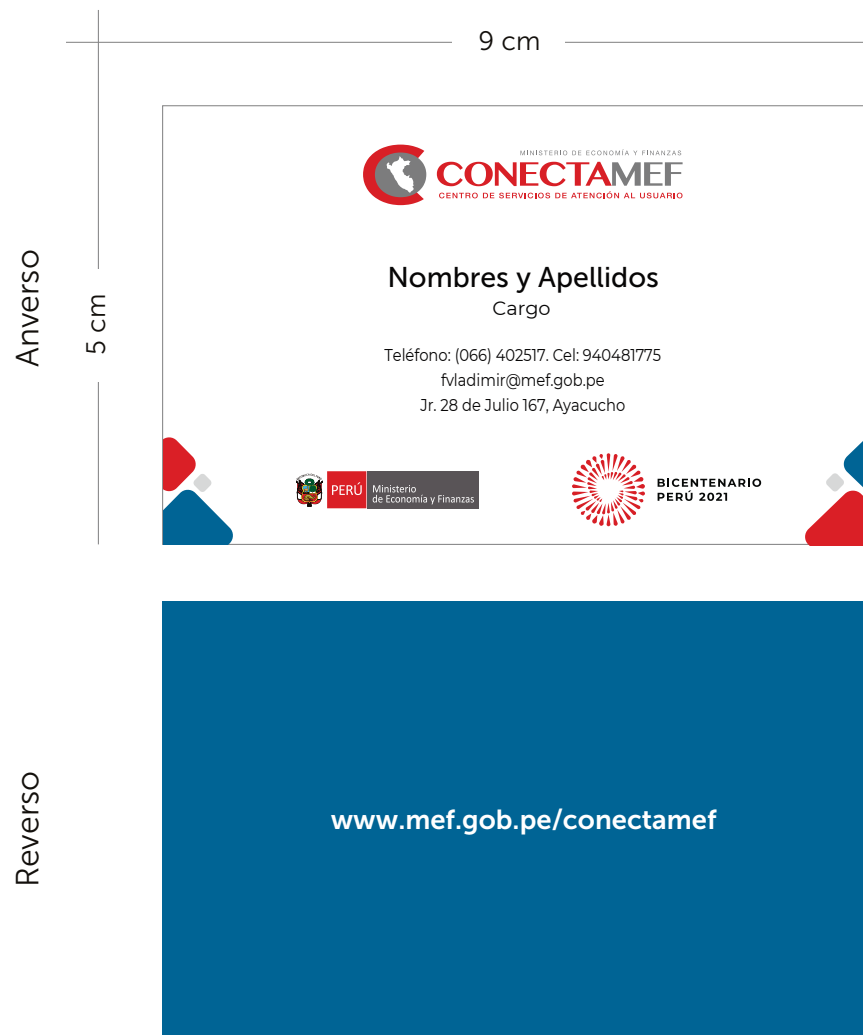 9 cm
Anverso
5 cm
MINISTERIO DE ECONOMÍA Y FINANZAS
CONECTAMEF
CENTRO DE SERVICIOS DE ATENCIÓN AL USUARIO
Nombres y Apellidos
Cargo
Teléfono: (066) 402517. Cel: 940481775
fvladimir@mef.gob.pe
Jr. 28 de Julio 167, Ayacucho
PERÚ
Ministerio
de Economía y Finanzas
BICENTENARIO
PERÚ 2021
Reverso
www.mef.gob.pe/conectamef